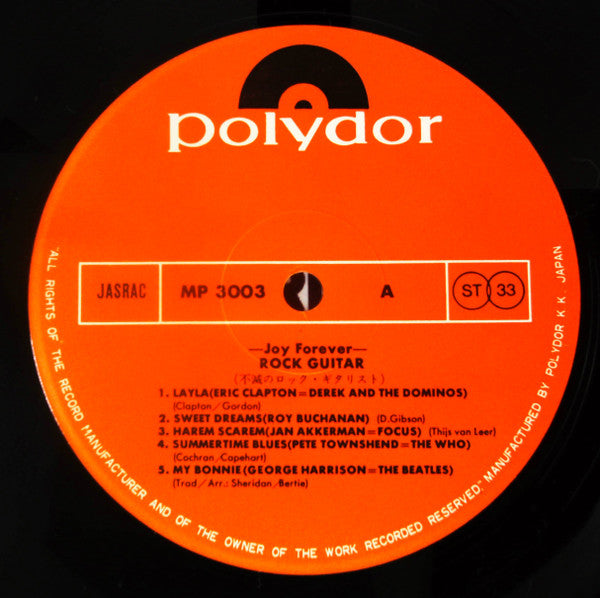 polydor
JASRAC MP 3003 A ST 33
—Joy Forever—
ROCK GUITAR
(不滅のロック・ギタリスト)
1. LAYLA(ERIC CLAPTON=DEREK AND THE DOMINOS)
(Clapton/Gordon)
2. SWEET DREAMS(ROY BUCHANAN) (D.Gibson)
3. HAREM SCAREM(JAN AKKERMAN=FOCUS) (Thijs van Leer)
4. SUMMERTIME BLUES(PETE TOWNSHEND=THE WHO)
(Cochran/Capehart)
5. MY BONNIE(GEORGE HARRISON=THE BEATLES)
(Trad/Arr.: Sheridan/Bertie)
"ALL RIGHTS OF THE RECORD MANUFACTURER AND OF THE OWNER OF THE WORK RECORDED RESERVED." MANUFACTURED BY POLYDOR K.K. JAPAN